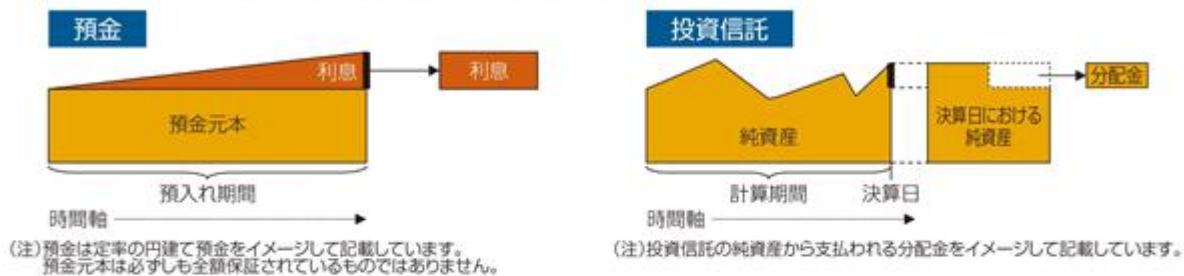 預金
利息
利息
預金元本
預入れ期間
時間軸
(注)預金は定率の円建て預金をイメージして記載しています。
預金元本は必ずしも全額保証されているものではありません。
投資信託
分配金
決算日における
純資産
純資産
計算期間
決算日
時間軸
(注)投資信託の純資産から支払われる分配金をイメージして記載しています。